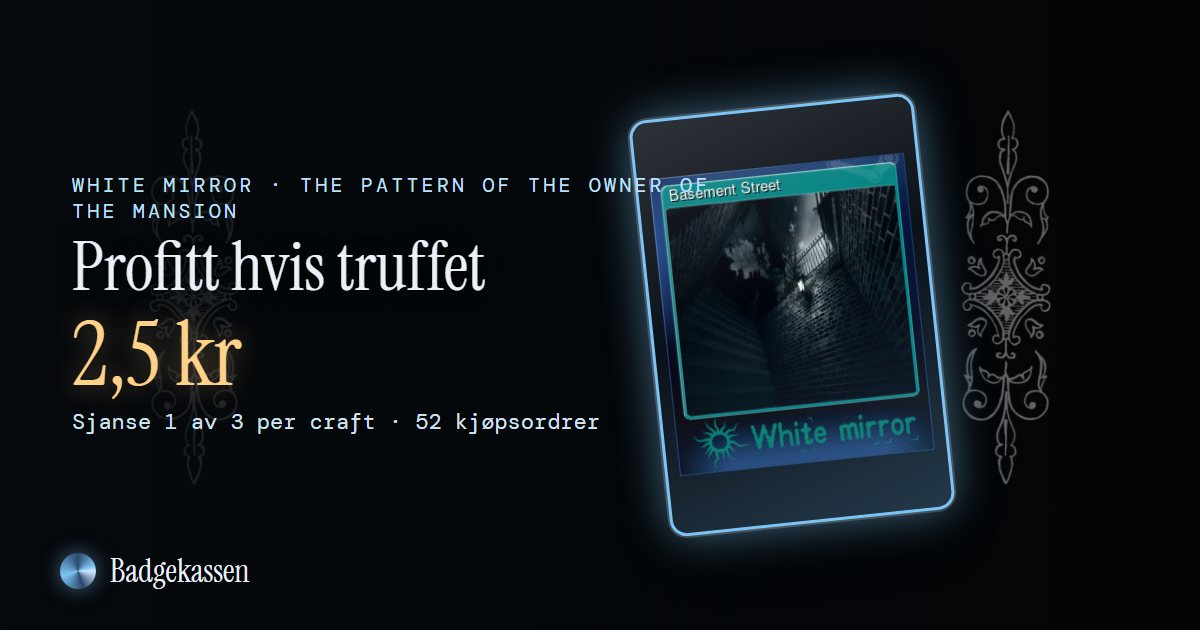 WHITE MIRROR · THE PATTERN OF THE OWNER OF
THE MANSION
Profitt hvis truffet
2,5 kr
Sjanse 1 av 3 per craft · 52 kjøpsordrer
Basement Street
White mirror
Badgekassen